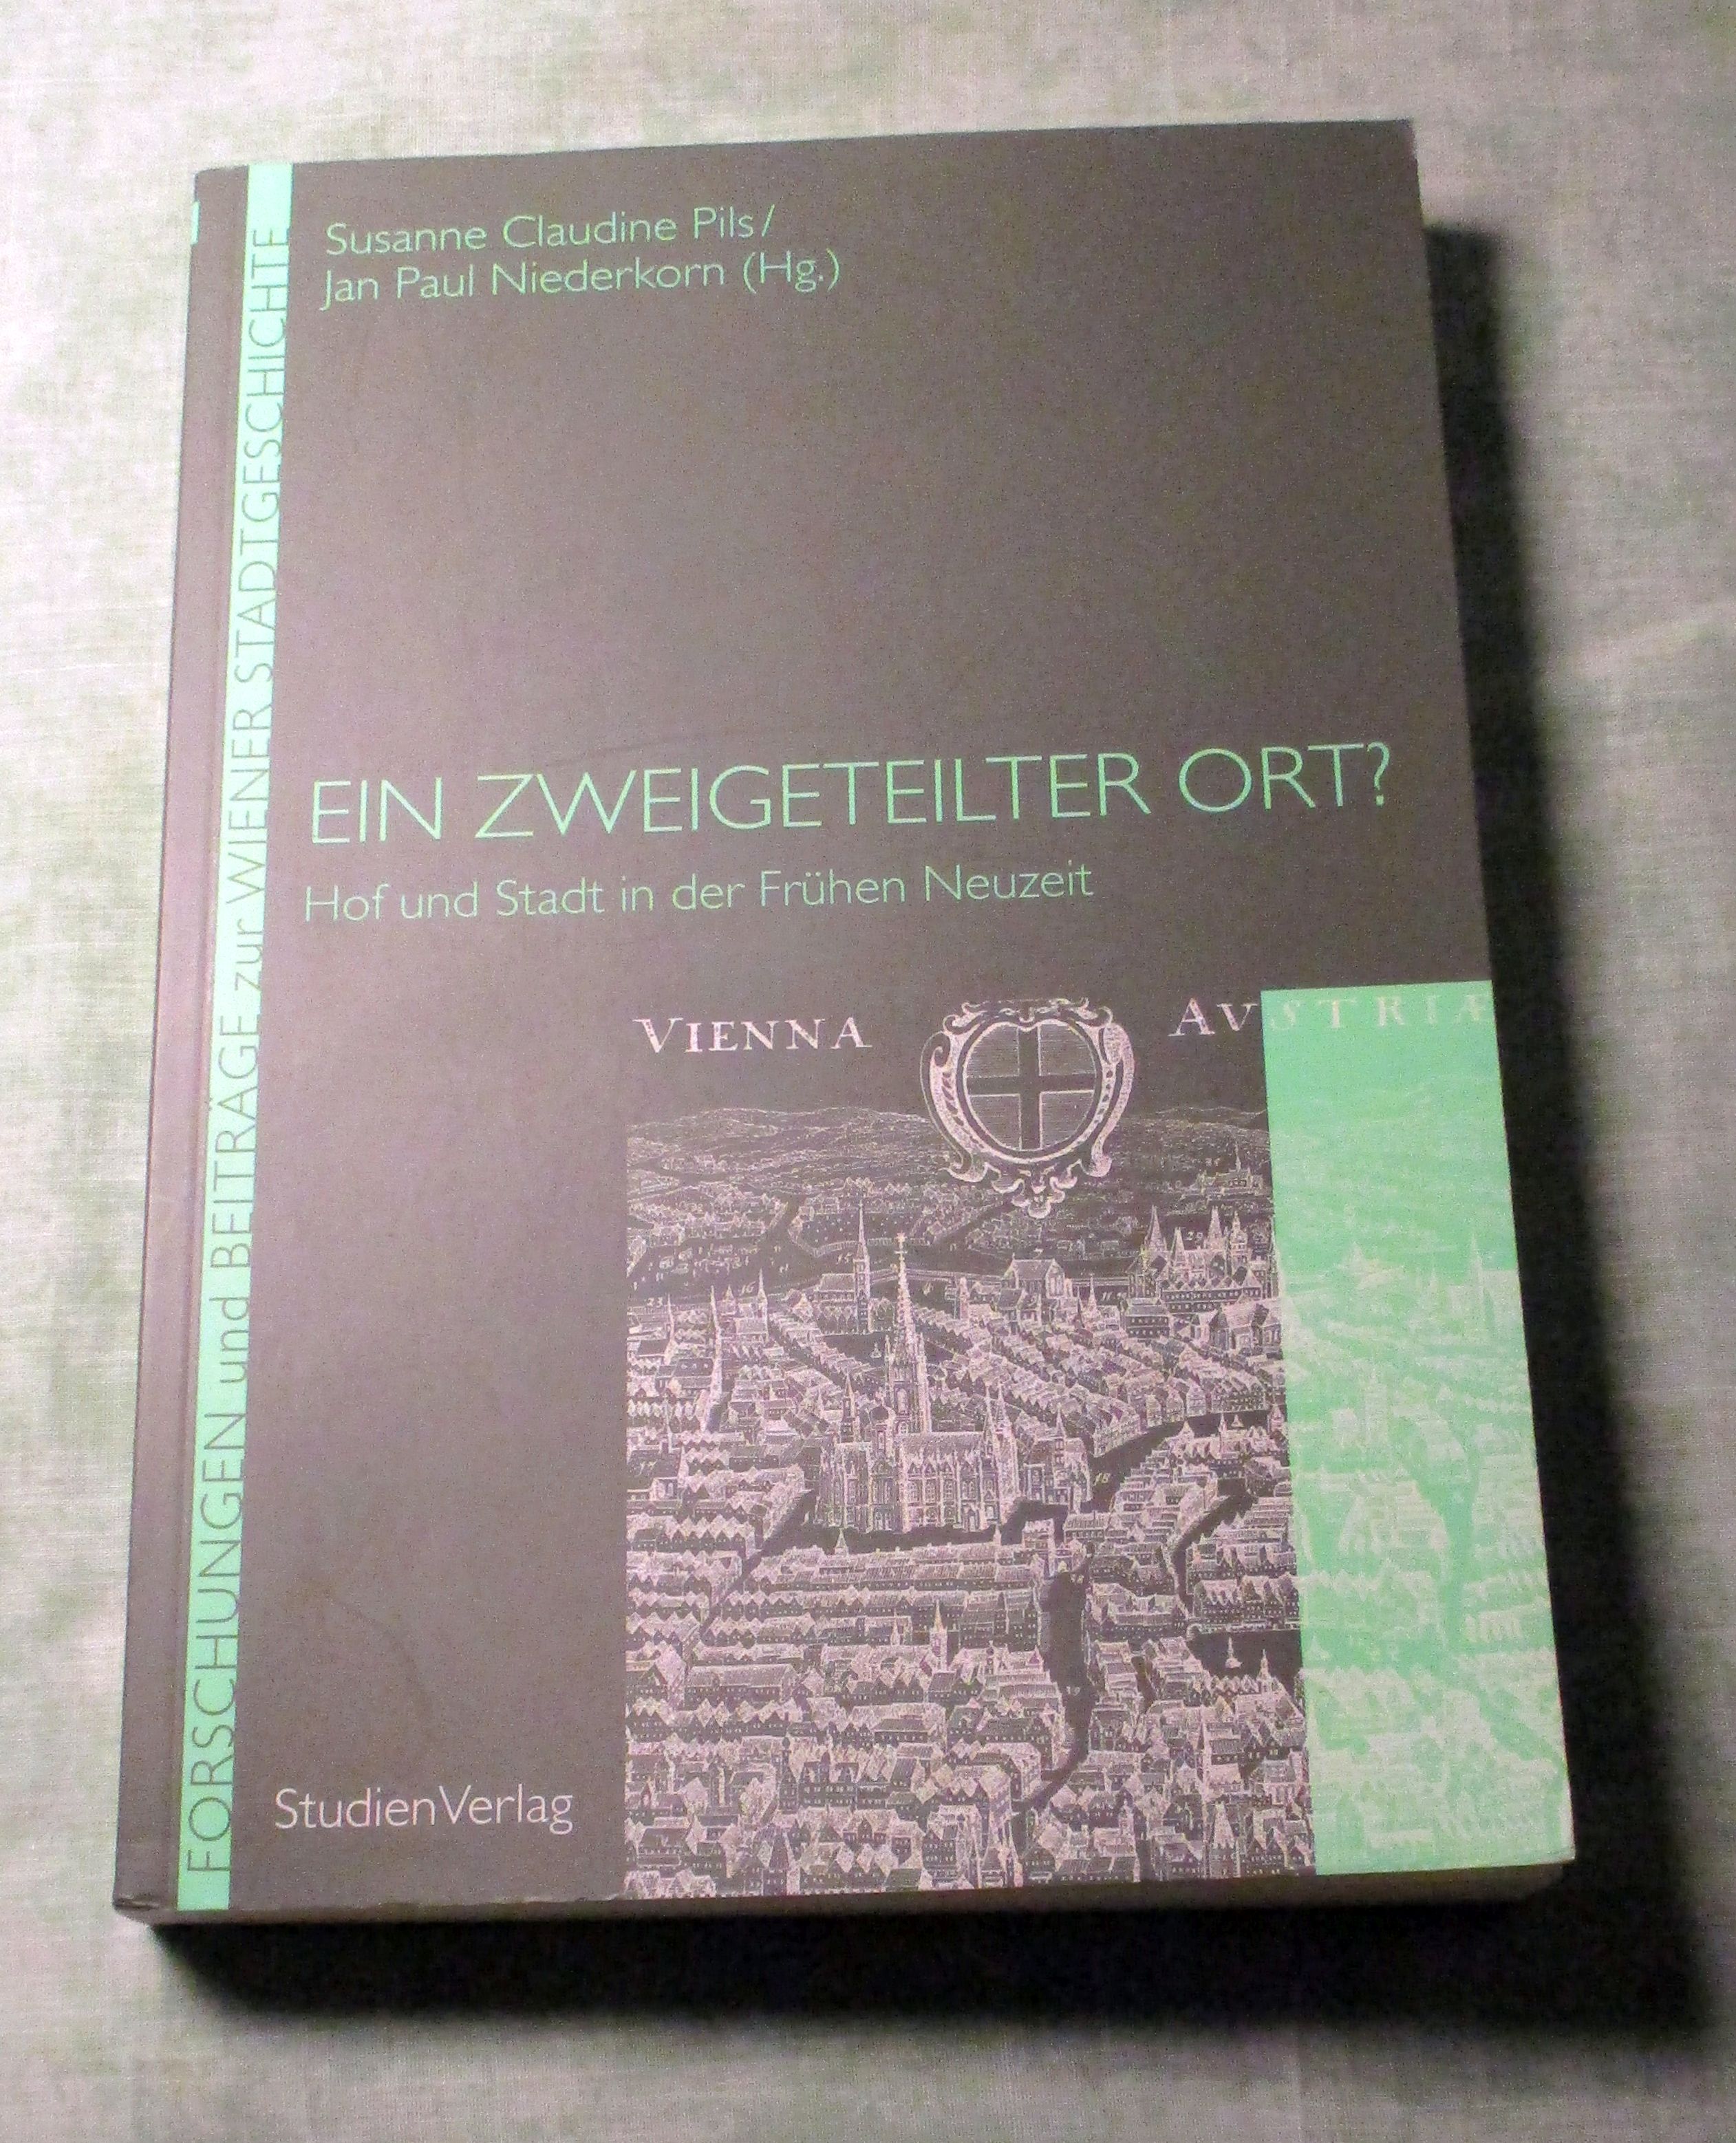 Susanne Claudine Pils/
Jan Paul Niederkorn (Hg.)
FORSCHUNGEN und BEITRÄGE zur WIENER STADTGESCHICHTE
EIN ZWEIGETEILTER ORT?
Hof und Stadt in der Frühen Neuzeit
VIENNA AVSTRIÆ
StudienVerlag